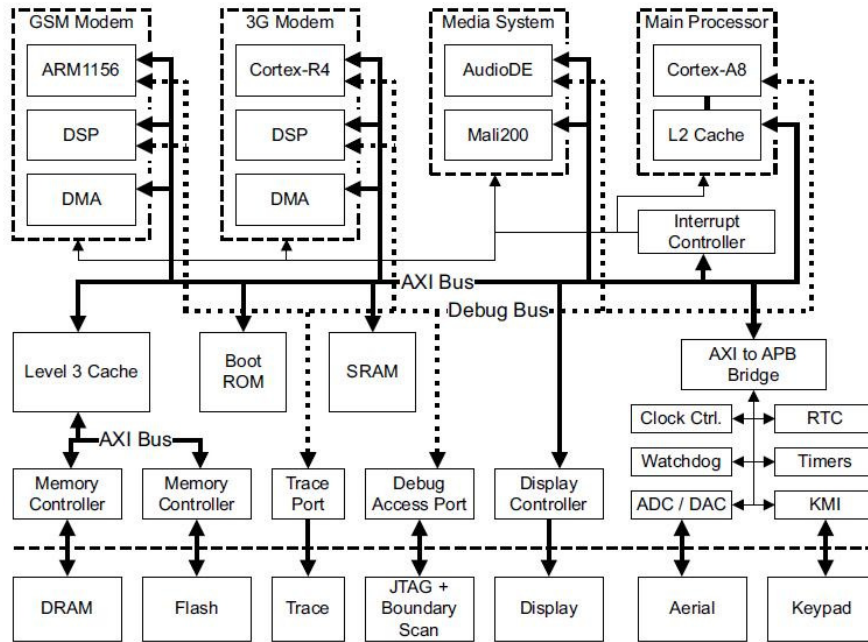 GSM Modem
3G Modem
Media System
Main Processor
ARM1156
Cortex-R4
AudioDE
Cortex-A8
DSP
DSP
Mali200
L2 Cache
DMA
DMA
Interrupt
Controller
AXI Bus
Debug Bus
Level 3 Cache
Boot
ROM
SRAM
AXI to APB
Bridge
Clock Ctrl.
RTC
AXI Bus
Watchdog
Timers
Memory
Controller
Memory
Controller
Trace
Port
Debug
Access Port
Display
Controller
ADC / DAC
KMI
DRAM
Flash
Trace
JTAG +
Boundary
Scan
Display
Aerial
Keypad